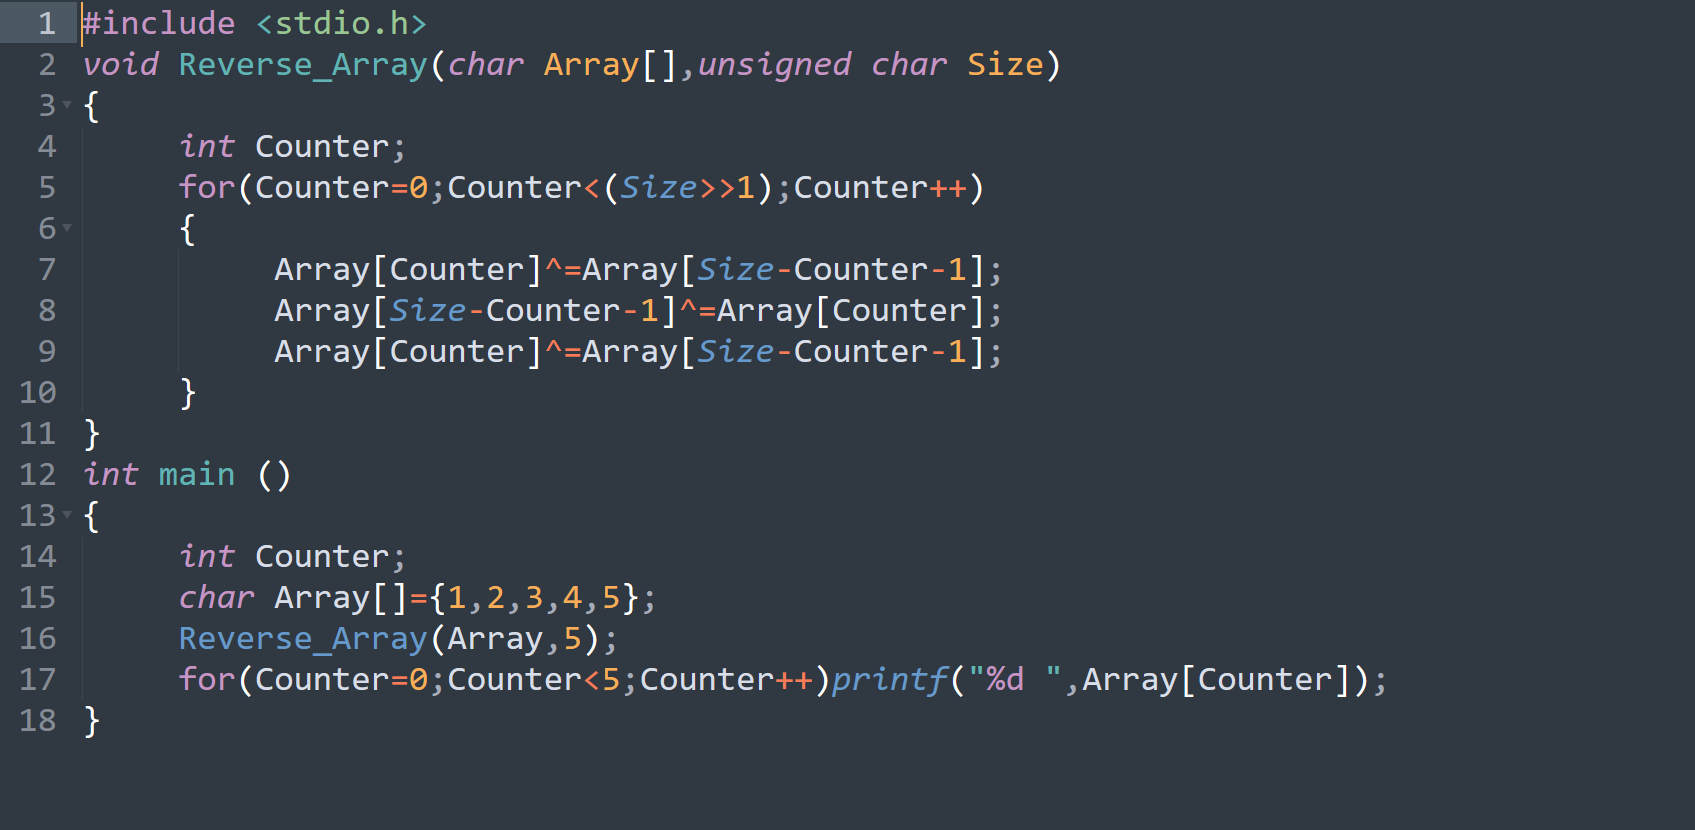 1 #include <stdio.h>
2 void Reverse_Array(char Array[],unsigned char Size)
3 {
4      int Counter;
5      for(Counter=0;Counter<(Size>>1);Counter++)
6      {
7           Array[Counter]^=Array[Size-Counter-1];
8           Array[Size-Counter-1]^=Array[Counter];
9           Array[Counter]^=Array[Size-Counter-1];
10      }
11 }
12 int main ()
13 {
14      int Counter;
15      char Array[]={1,2,3,4,5};
16      Reverse_Array(Array,5);
17      for(Counter=0;Counter<5;Counter++)printf("%d ",Array[Counter]);
18 }